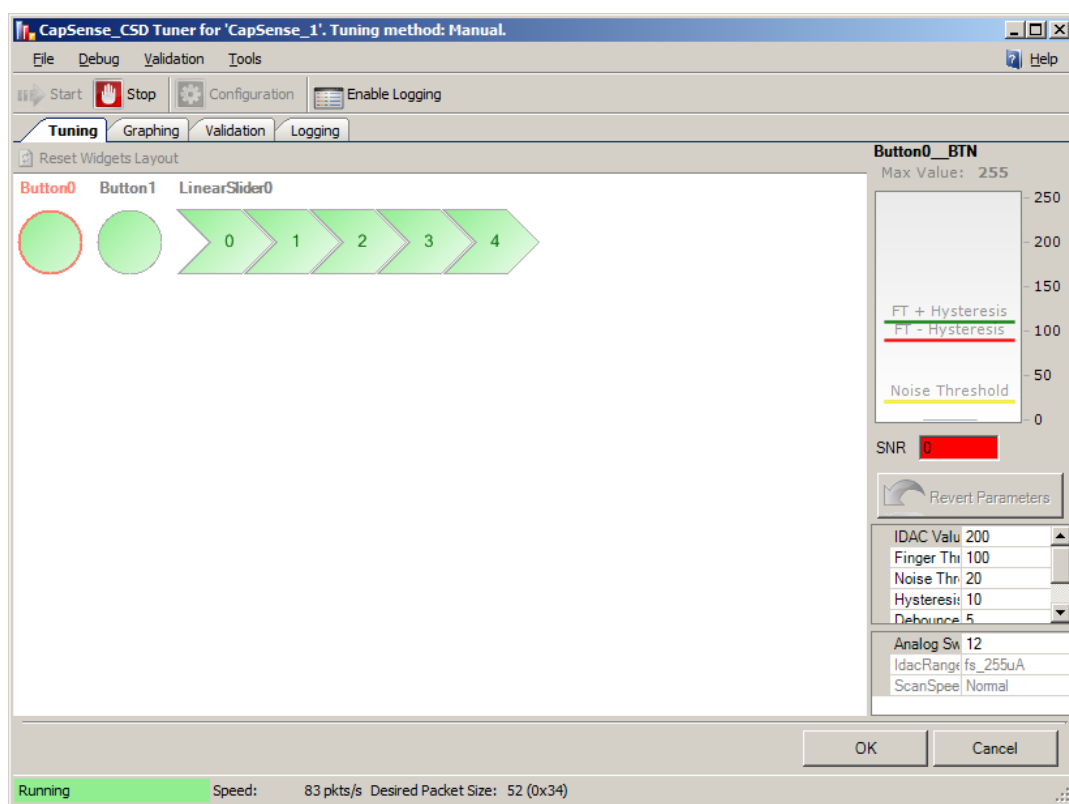 CapSense_CSD Tuner for 'CapSense_1'. Tuning method: Manual.
File Debug Validation Tools Help
Start Stop Configuration Enable Logging
Tuning Graphing Validation Logging
Reset Widgets Layout
Button0__BTN
Max Value: 255
Button0 Button1 LinearSlider0
0 1 2 3 4
250
200
150
FT + Hysteresis
FT - Hysteresis
100
50
Noise Threshold
0
SNR 0
Revert Parameters
IDAC Valu 200
Finger Thr 100
Noise Thr 20
Hysteresis 10
Debounce 5
Analog Sw 12
IdacRange fs_255uA
ScanSpee Normal
OK Cancel
Running Speed: 83 pkts/s Desired Packet Size: 52 (0x34)